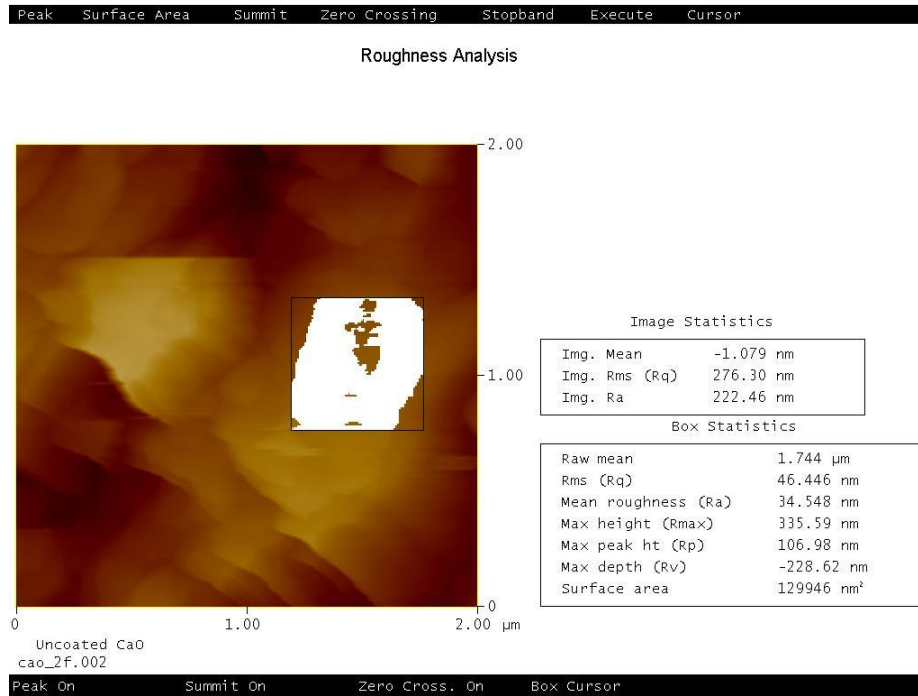 Peak Surface Area Summit Zero Crossing Stopband Execute Cursor
Roughness Analysis
2.00
1.00
0
0 1.00 2.00 µm
Uncoated CaO
cao_2f.002
Image Statistics
Img. Mean -1.079 nm
Img. Rms (Rq) 276.30 nm
Img. Ra 222.46 nm
Box Statistics
Raw mean 1.744 µm
Rms (Rq) 46.446 nm
Mean roughness (Ra) 34.548 nm
Max height (Rmax) 335.59 nm
Max peak ht (Rp) 106.98 nm
Max depth (Rv) -228.62 nm
Surface area 129946 nm²
Peak On Summit On Zero Cross. On Box Cursor